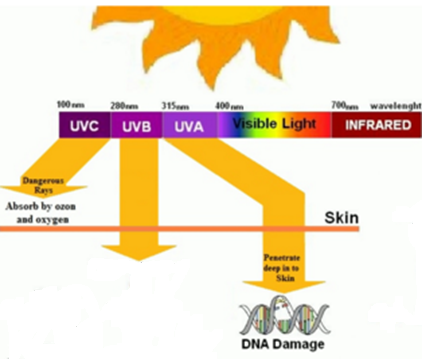 100nm 280nm 315nm 400nm 700nm wavelenght
UVC UVB UVA Visible Light INFRARED
Dangerous
Rays
Absorb by ozon
and oxygen
Skin
Penetrate
deep in to
Skin
DNA Damage